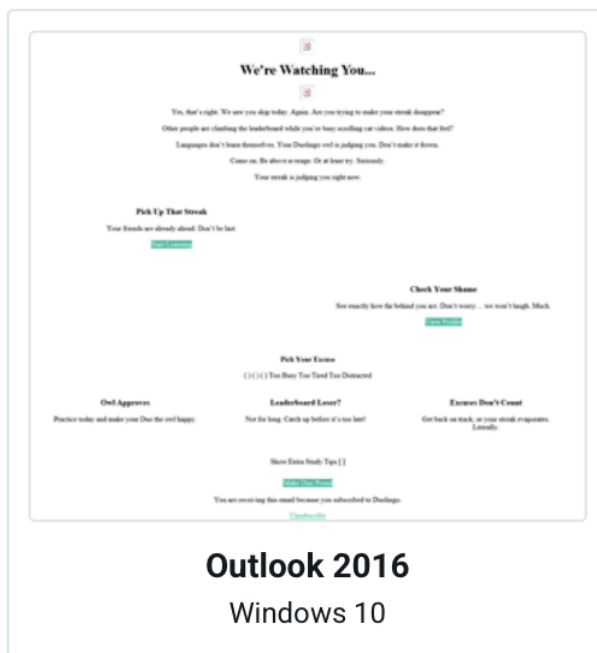 We're Watching You...
Yes, that's right. We saw you skip today. Again. Are you trying to make your streak disappear?
Other people are climbing the leaderboard while you're busy scrolling cat videos. How does that feel?
Languages don't learn themselves. Your Duolingo owl is judging you. Don't make it frown.
Come on. Be above average. Or at least try. Seriously.
Your streak is judging you right now.
Pick Up That Streak
Your friends are already ahead. Don't be last.
Start Learning
Check Your Shame
See exactly how far behind you are. Don't worry… we won't laugh. Much.
View Profile
Pick Your Excuse
( ) ( ) ( ) Too Busy Too Tired Too Distracted
Owl Approves
Practice today and make your Duo the owl happy.
Leaderboard Loser?
Not for long. Catch up before it's too late!
Excuses Don't Count
Get back on track, or your streak evaporates.
Literally.
Show Extra Study Tips [ ]
Make Duo Proud
You are receiving this email because you subscribed to Duolingo.
Unsubscribe
Outlook 2016
Windows 10